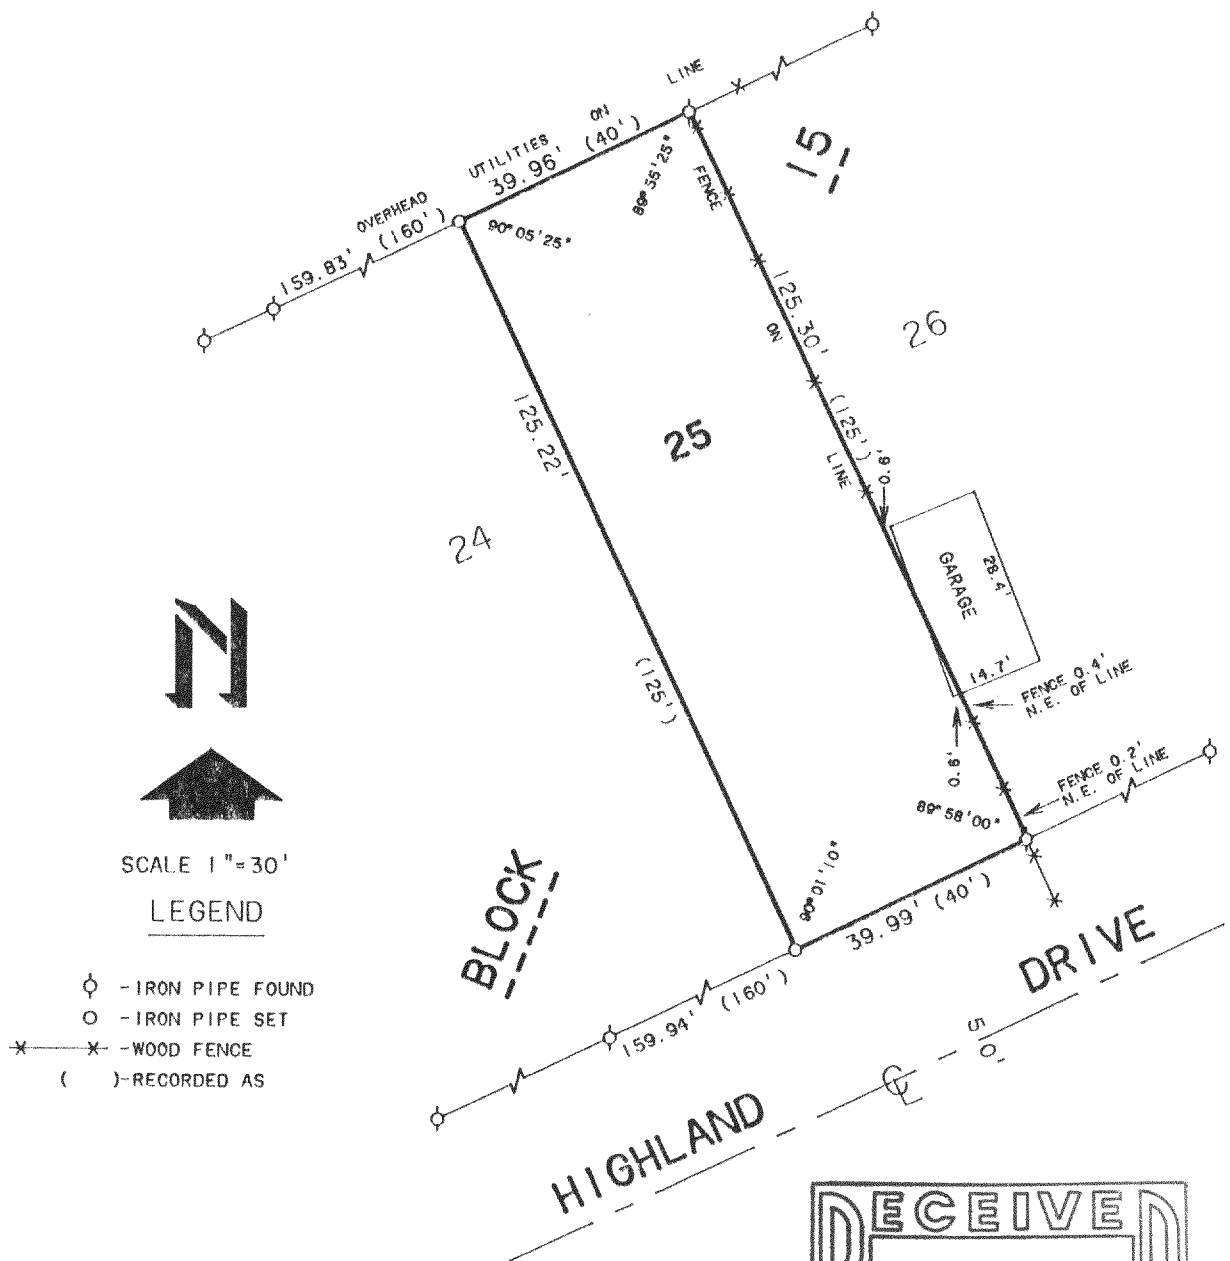 LINE
ON
UTILITIES
OVERHEAD
39.96' (40')
159.83' (160')
90°05'25"
89°55'25"
15
FENCE
ON
LINE
125.30'
(125')
26
25
24
125.22'
(125')
0.6'
GARAGE
28.4'
14.7'
FENCE 0.4'
N.E. OF LINE
0.6'
FENCE 0.2'
N.E. OF LINE
89°58'00"
90°01'10"
39.99' (40')
159.94' (160')
BLOCK
N
SCALE 1"=30'
LEGEND
-IRON PIPE FOUND
-IRON PIPE SET
-WOOD FENCE
( )-RECORDED AS
HIGHLAND DRIVE
CL
50'
DECEIVED